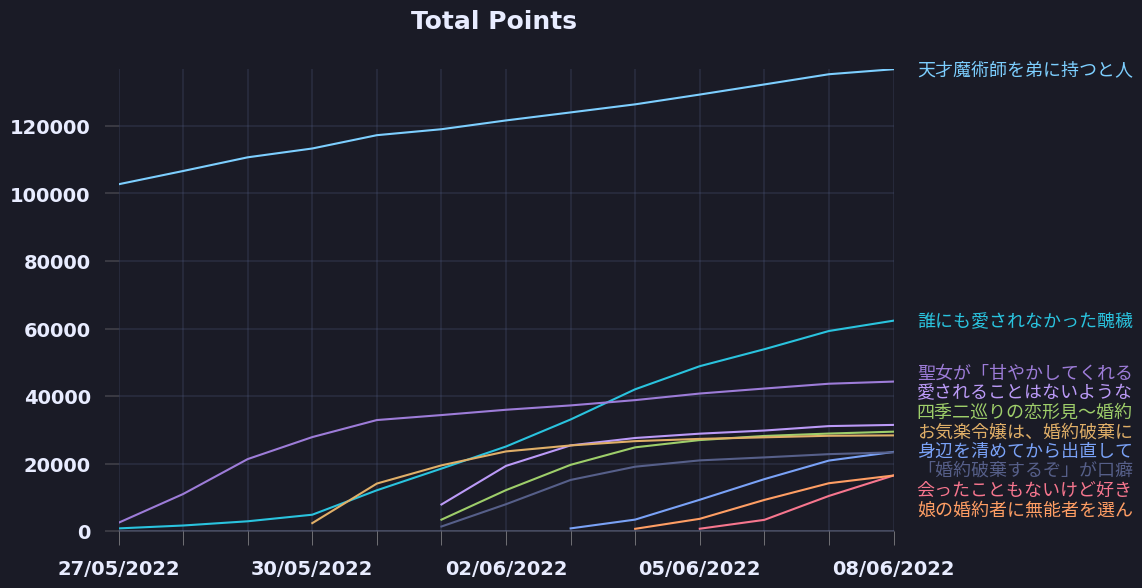 Total Points
120000
100000
80000
60000
40000
20000
0
27/05/2022
30/05/2022
02/06/2022
05/06/2022
08/06/2022
天才魔術師を弟に持つと人
誰にも愛されなかった醜穢
聖女が「甘やかしてくれる
愛されることはないような
四季二巡りの恋形見～婚約
お気楽令嬢は、婚約破棄に
身辺を清めてから出直して
「婚約破棄するぞ」が口癖
会ったこともないけど好き
娘の婚約者に無能者を選ん